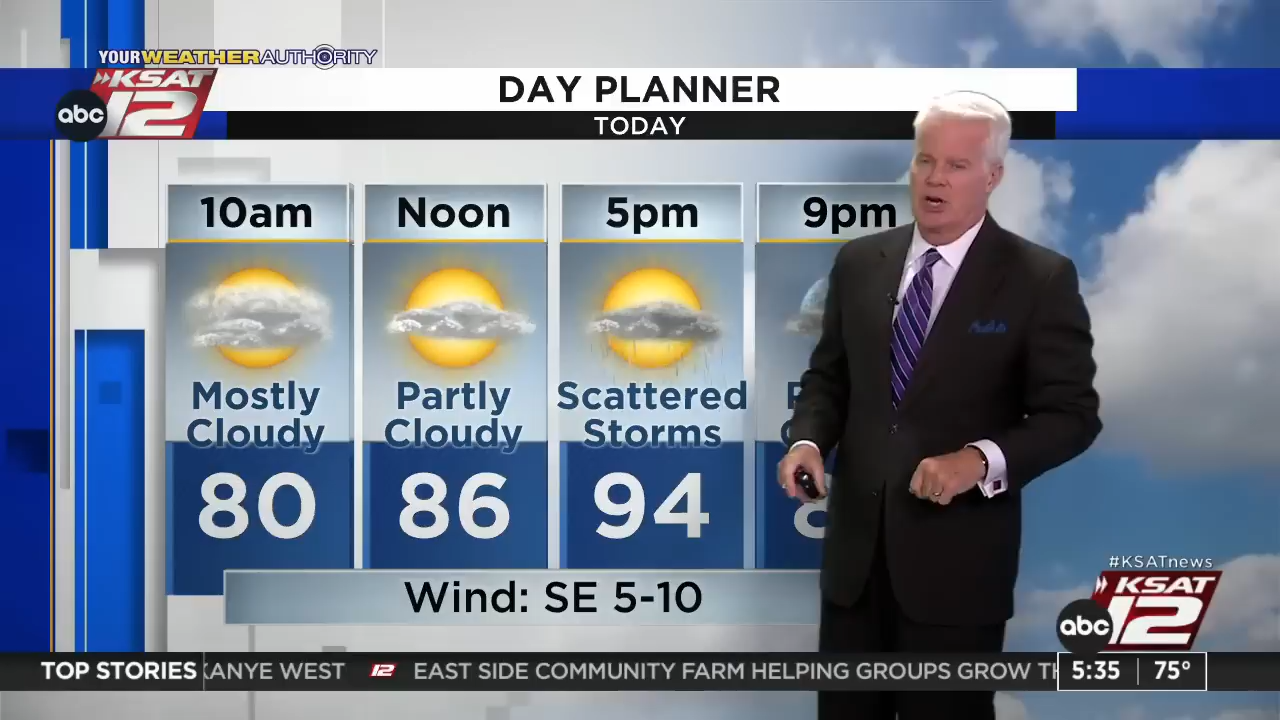 YOUR WEATHER AUTHORITY
KSAT
abc 12
DAY PLANNER
TODAY
10am
Noon
5pm
9pm
Mostly
Cloudy
Partly
Cloudy
Scattered
Storms
80
86
94
Wind: SE 5-10
#KSATnews
KSAT
abc 12
TOP STORIES KANYE WEST 12 EAST SIDE COMMUNITY FARM HELPING GROUPS GROW
5:35 75°